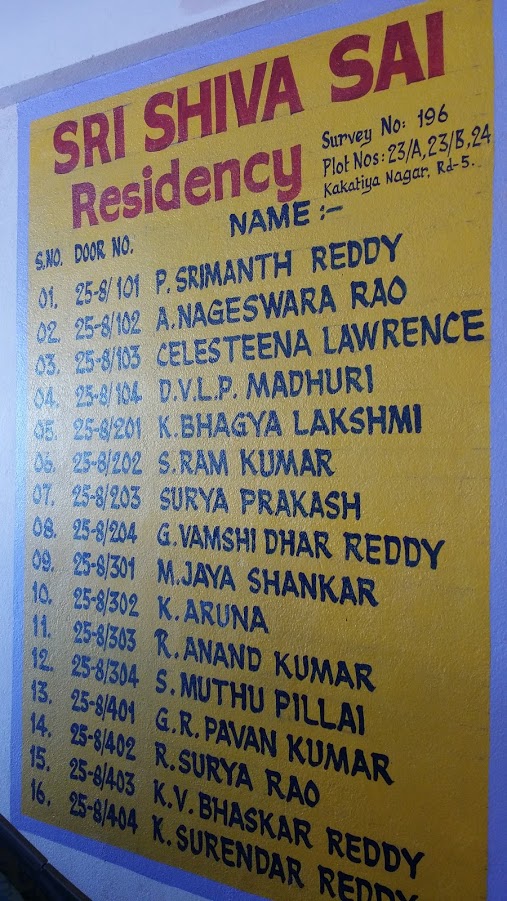 SRI SHIVA SAI
Residency
Survey No: 196
Plot Nos: 23/A, 23/B, 24
Kakatiya Nagar, Rd-5.
S.NO. DOOR NO. NAME :-
01. 25-8/101 P. SRIMANTH REDDY
02. 25-8/102 A. NAGESWARA RAO
03. 25-8/103 CELESTEENA LAWRENCE
04. 25-8/104 D.V.L.P. MADHURI
05. 25-8/201 K. BHAGYA LAKSHMI
06. 25-8/202 S. RAM KUMAR
07. 25-8/203 SURYA PRAKASH
08. 25-8/204 G. VAMSHI DHAR REDDY
09. 25-8/301 M. JAYA SHANKAR
10. 25-8/302 K. ARUNA
11. 25-8/303 R. ANAND KUMAR
12. 25-8/304 S. MUTHU PILLAI
13. 25-8/401 G.R. PAVAN KUMAR
14. 25-8/402 R. SURYA RAO
15. 25-8/403 K.V. BHASKAR REDDY
16. 25-8/404 K. SURENDAR REDDY